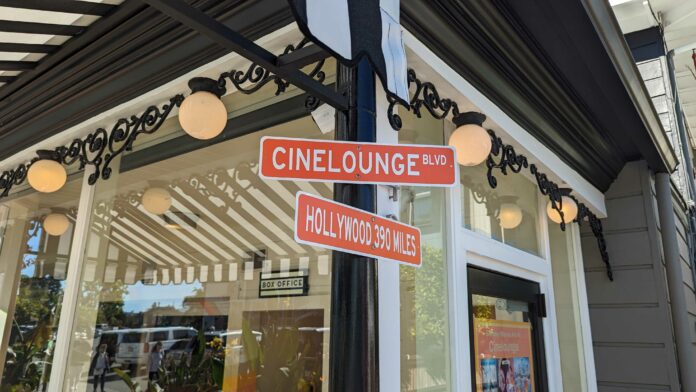 CINELOUNGE BLVD
HOLLYWOOD 390 MILES
BOX OFFICE
Cinelounge